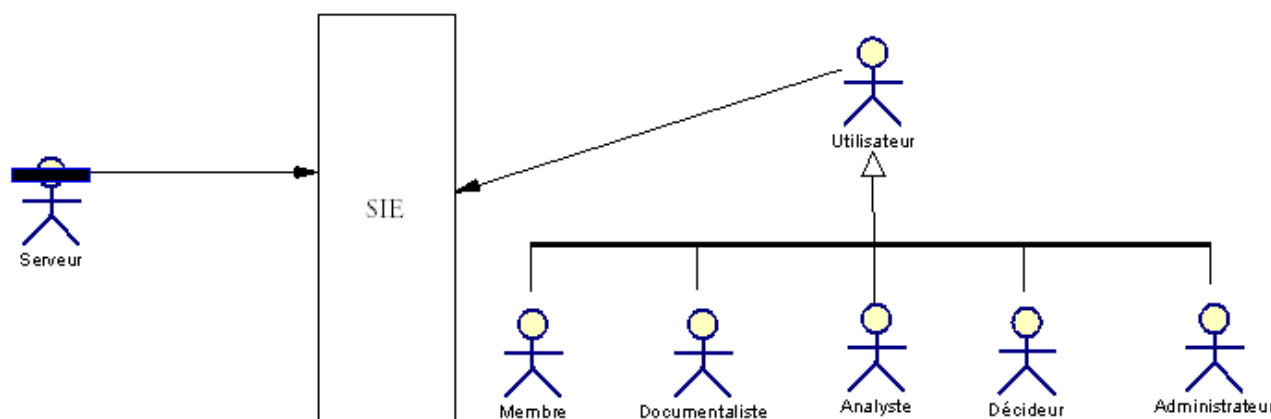 Utilisateur
SIE
Serveur
Membre
Documentaliste
Analyste
Décideur
Administrateur